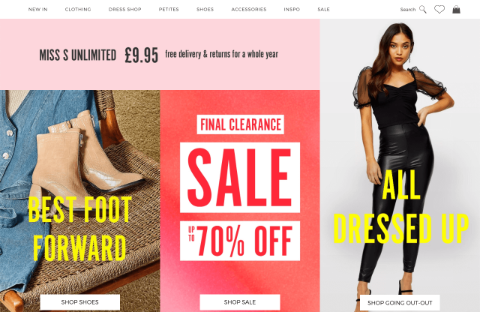 NEW IN CLOTHING DRESS SHOP PETITES SHOES ACCESSORIES INSPO SALE Search
MISS S UNLIMITED £9.95 free delivery & returns for a whole year
BEST FOOT
FORWARD
SHOP SHOES
FINAL CLEARANCE
SALE
UP TO 70% OFF
SHOP SALE
ALL
DRESSED UP
SHOP GOING OUT-OUT